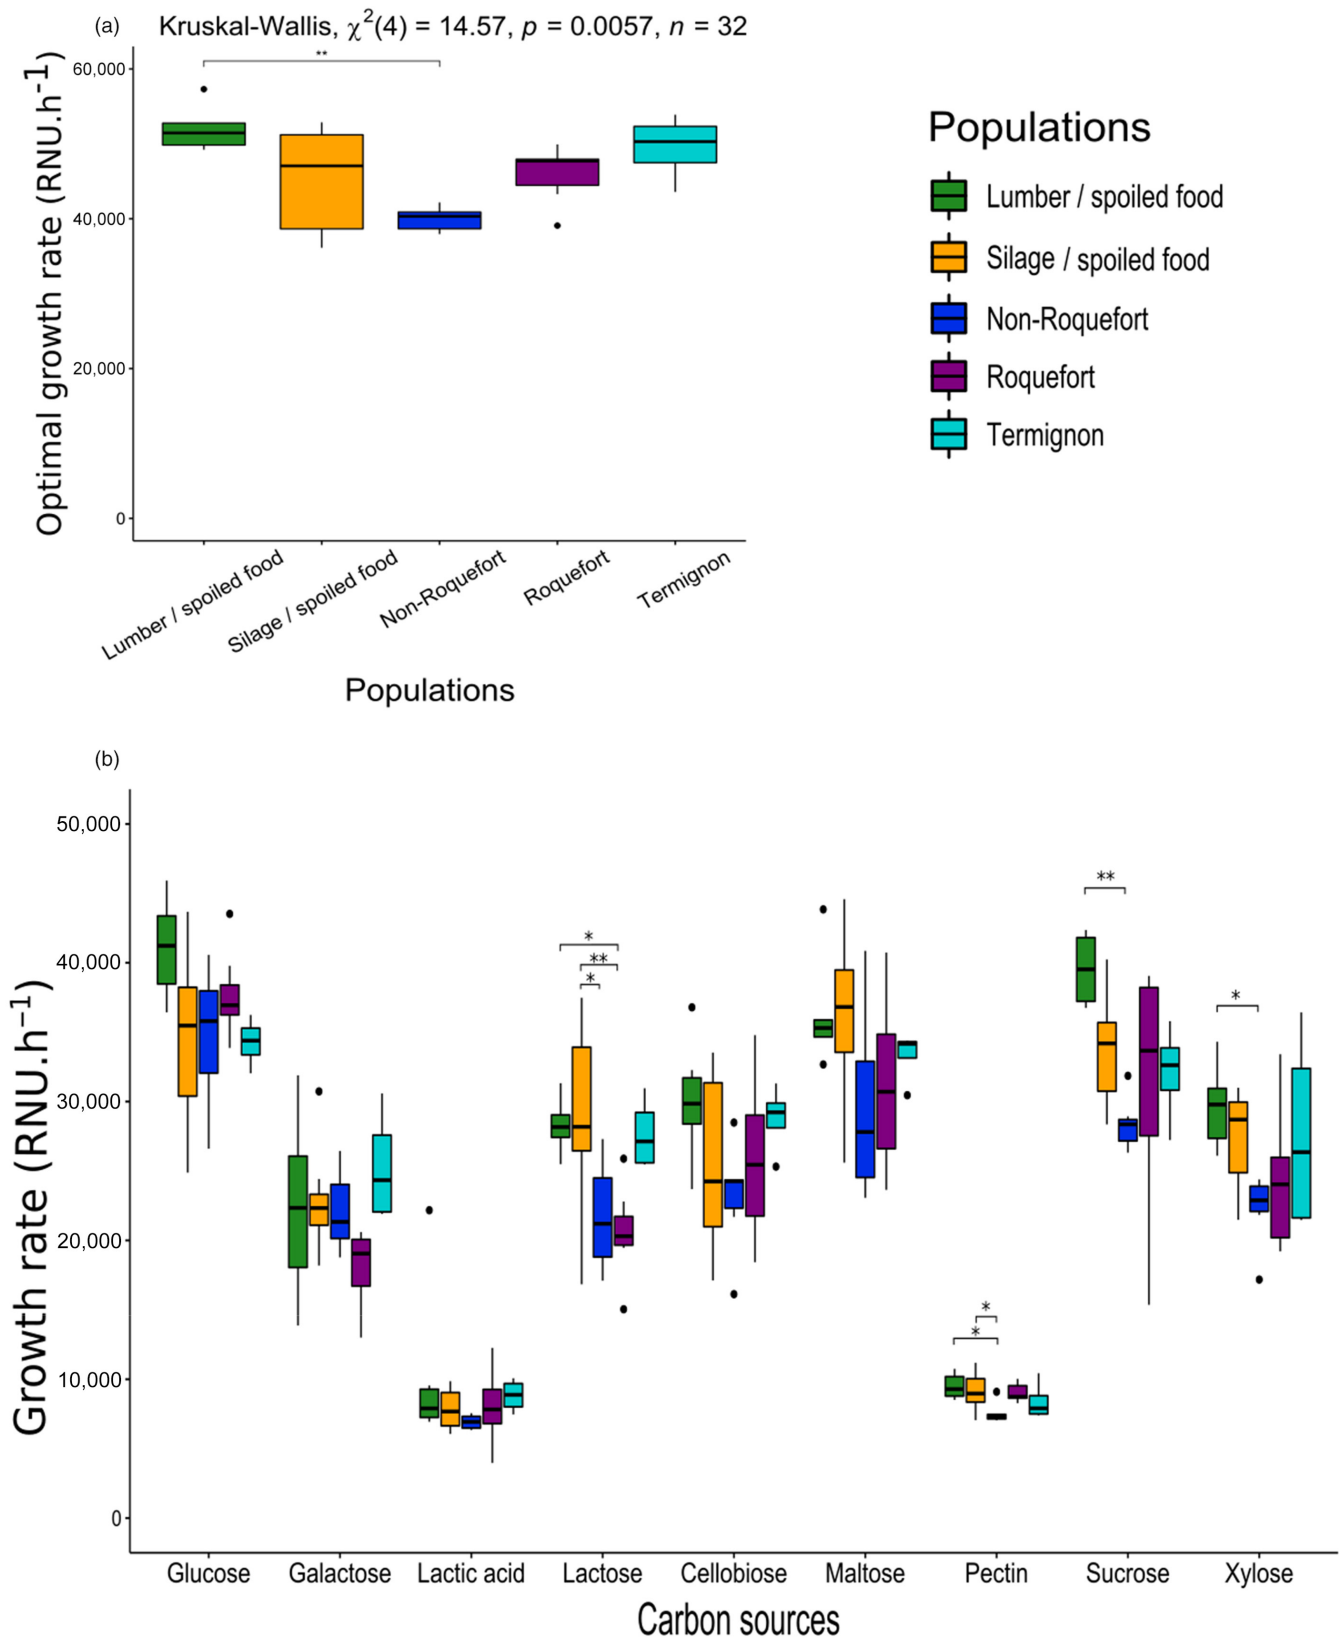 (a)
Kruskal-Wallis, χ²(4) = 14.57, p = 0.0057, n = 32
**
60,000
40,000
20,000
0
Optimal growth rate (RNU.h⁻¹)
Lumber / spoiled food
Silage / spoiled food
Non-Roquefort
Roquefort
Termignon
Populations
Populations
Lumber / spoiled food
Silage / spoiled food
Non-Roquefort
Roquefort
Termignon
(b)
50,000
40,000
30,000
20,000
10,000
0
Growth rate (RNU.h⁻¹)
*
**
*
*
*
**
*
Glucose
Galactose
Lactic acid
Lactose
Cellobiose
Maltose
Pectin
Sucrose
Xylose
Carbon sources